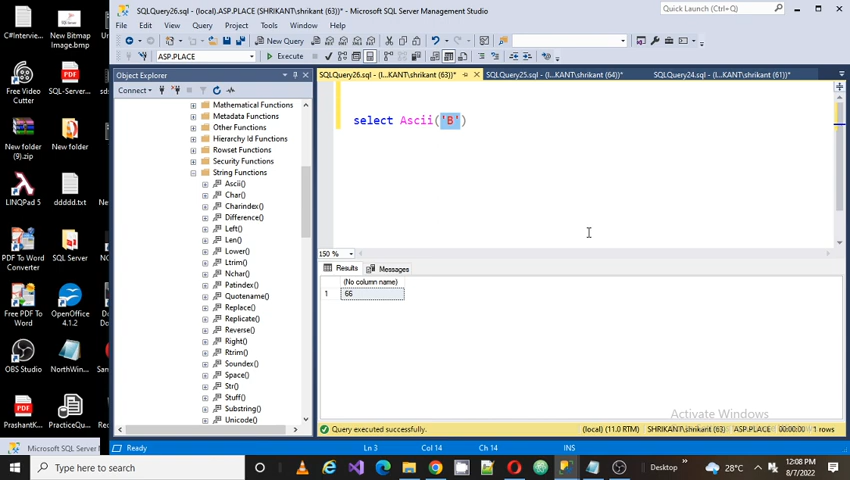 SQLQuery26.sql - (local).ASP.PLACE (SHRIKANT\shrikant (63))* - Microsoft SQL Server Management Studio
Quick Launch (Ctrl+Q)
File Edit View Query Project Tools Window Help
New Query
ASP.PLACE
Execute
Object Explorer
SQLQuery26.sql - (l...KANT\shrikant (63))*
SQLQuery25.sql - (l...KANT\shrikant (64))*
SQLQuery24.sql - (l...KANT\shrikant (61))*
Connect
Mathematical Functions
Metadata Functions
Other Functions
Hierarchy Id Functions
Rowset Functions
Security Functions
String Functions
Ascii()
Char()
Charindex()
Difference()
Left()
Len()
Lower()
Ltrim()
Nchar()
Patindex()
Quotename()
Replace()
Replicate()
Reverse()
Right()
Rtrim()
Soundex()
Space()
Str()
Stuff()
Substring()
Unicode()
select Ascii('B')
150 %
Results
Messages
(No column name)
1 66
Activate Windows
Query executed successfully.
(local) (11.0 RTM)
SHRIKANT\shrikant (63)
ASP.PLACE
00:00:00
1 rows
Ready
Ln 3
Col 14
Ch 14
INS
C#Intervie...
New Bitmap
Image.bmp
Free Video
Cutter
SQL-Server...
New folder
(9).zip
New folder
LINQPad 5
ddddd.txt
PDF To Word
Converter
SQL Server
Free PDF To
Word
OpenOffice
4.1.2
OBS Studio
NorthWin...
PrashantK...
PracticeQu...
Type here to search
Desktop
28°C
12:08 PM
8/7/2022